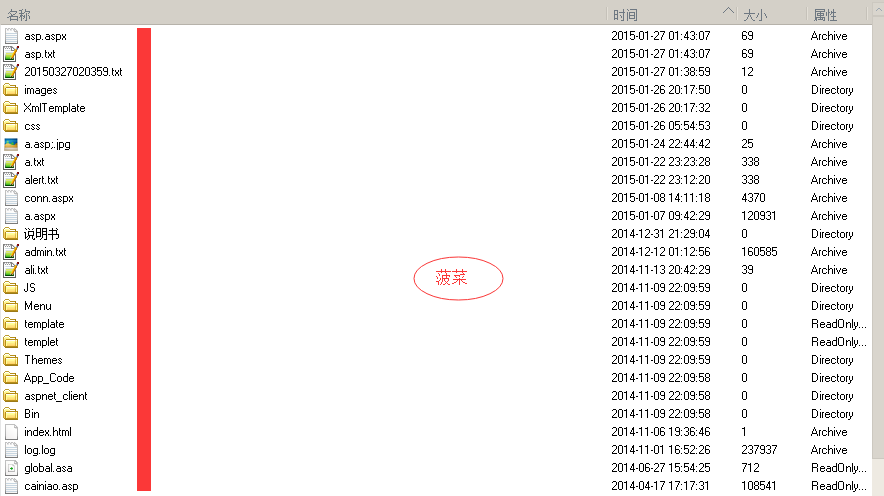 名称 时间 大小 属性
asp.aspx 2015-01-27 01:43:07 69 Archive
asp.txt 2015-01-27 01:43:07 69 Archive
20150327020359.txt 2015-01-27 01:38:59 12 Archive
images 2015-01-26 20:17:50 0 Directory
XmlTemplate 2015-01-26 20:17:32 0 Directory
css 2015-01-26 05:54:53 0 Directory
a.asp;.jpg 2015-01-24 22:44:42 25 Archive
a.txt 2015-01-22 23:23:28 338 Archive
alert.txt 2015-01-22 23:12:20 338 Archive
conn.aspx 2015-01-08 14:11:18 4370 Archive
a.aspx 2015-01-07 09:42:29 120931 Archive
说明书 2014-12-31 21:29:04 0 Directory
admin.txt 2014-12-12 01:12:56 160585 Archive
ali.txt 2014-11-13 20:42:29 39 Archive
菠菜
JS 2014-11-09 22:09:59 0 Directory
Menu 2014-11-09 22:09:59 0 Directory
template 2014-11-09 22:09:59 0 ReadOnly...
templet 2014-11-09 22:09:59 0 ReadOnly...
Themes 2014-11-09 22:09:59 0 Directory
App_Code 2014-11-09 22:09:58 0 Directory
aspnet_client 2014-11-09 22:09:58 0 Directory
Bin 2014-11-09 22:09:58 0 Directory
index.html 2014-11-06 19:36:46 1 Archive
log.log 2014-11-01 16:52:26 237937 Archive
global.asa 2014-06-27 15:54:25 712 ReadOnly...
cainiao.asp 2014-04-17 17:17:31 108541 ReadOnly...